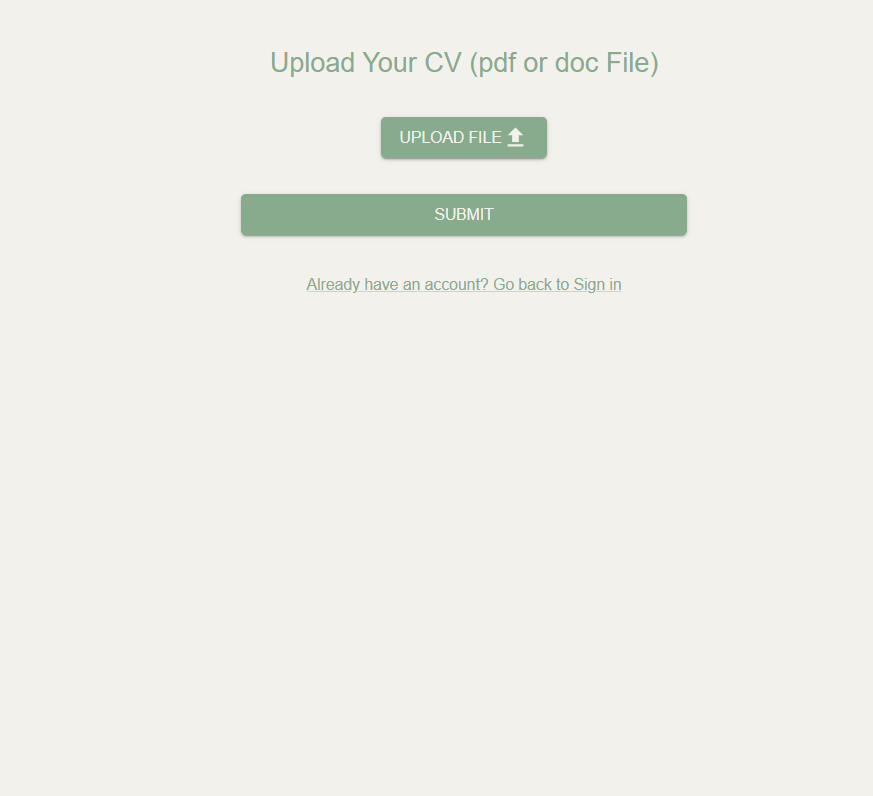 Upload Your CV (pdf or doc File)
UPLOAD FILE
SUBMIT
Already have an account? Go back to Sign in